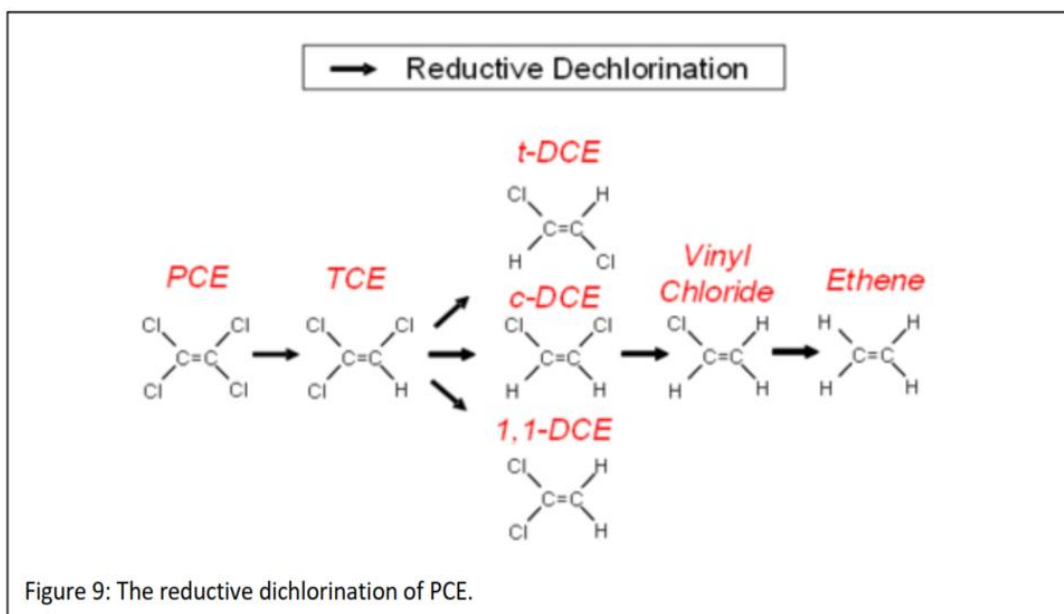 Reductive Dechlorination
t-DCE
Cl H
C=C
H Cl
PCE
Cl Cl
C=C
Cl Cl
TCE
Cl Cl
C=C
Cl H
c-DCE
Cl Cl
C=C
H H
Vinyl
Chloride
Cl H
C=C
H H
Ethene
H H
C=C
H H
1,1-DCE
Cl H
C=C
Cl H
Figure 9: The reductive dichlorination of PCE.